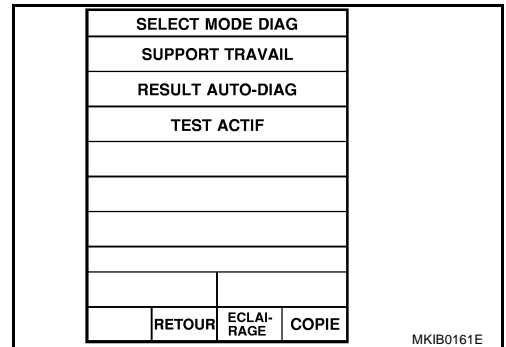 SELECT MODE DIAG
SUPPORT TRAVAIL
RESULT AUTO-DIAG
TEST ACTIF
RETOUR
ECLAI-
RAGE
COPIE
MKIB0161E